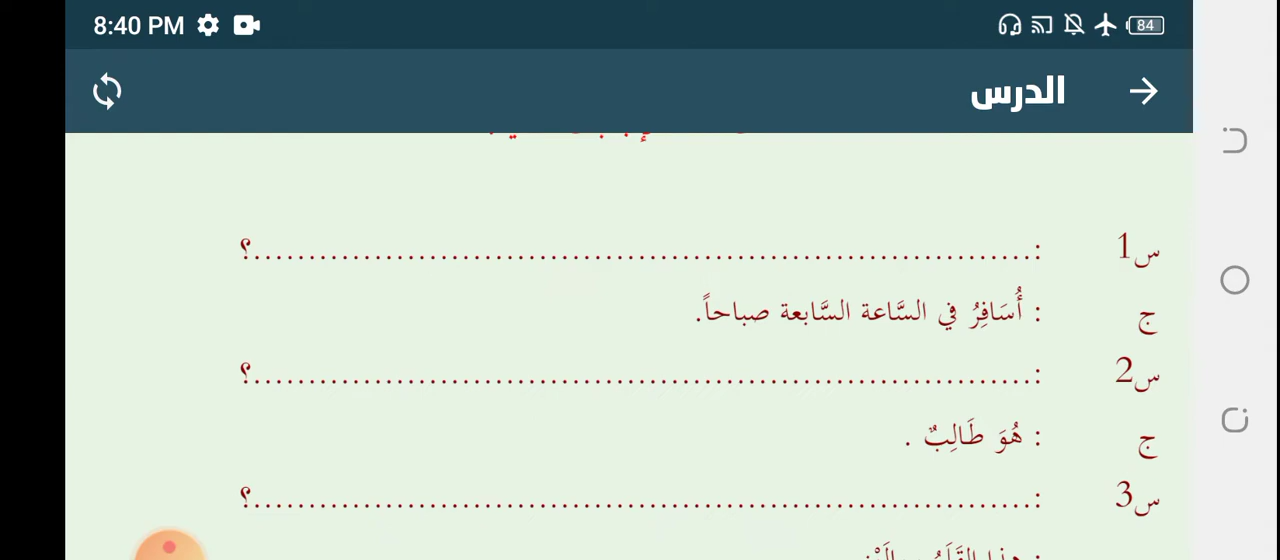 8:40 PM 84
الدرس
س1 : ......................................................................؟
ج : أُسَافِرُ في السَّاعة السَّابعة صباحاً.
س2 : ......................................................................؟
ج : هُوَ طَالِبٌ .
س3 : ......................................................................؟